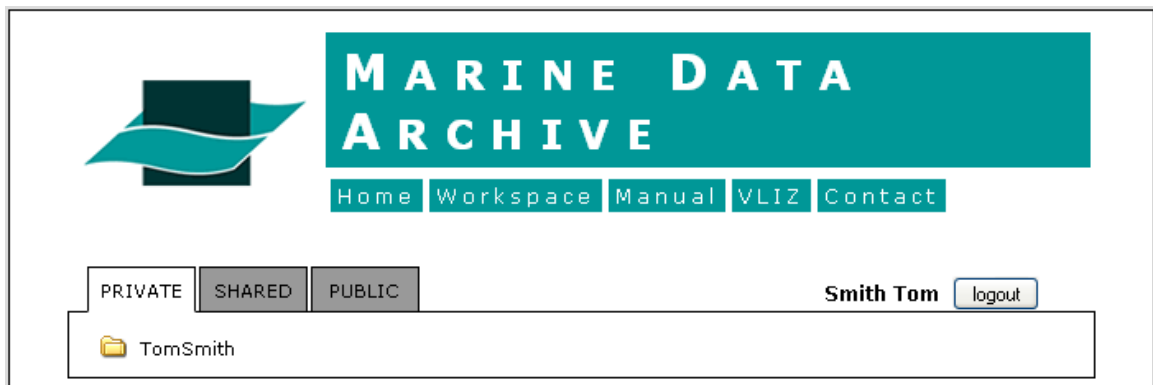 MARINE DATA
ARCHIVE
Home Workspace Manual VLIZ Contact
PRIVATE SHARED PUBLIC Smith Tom logout
TomSmith